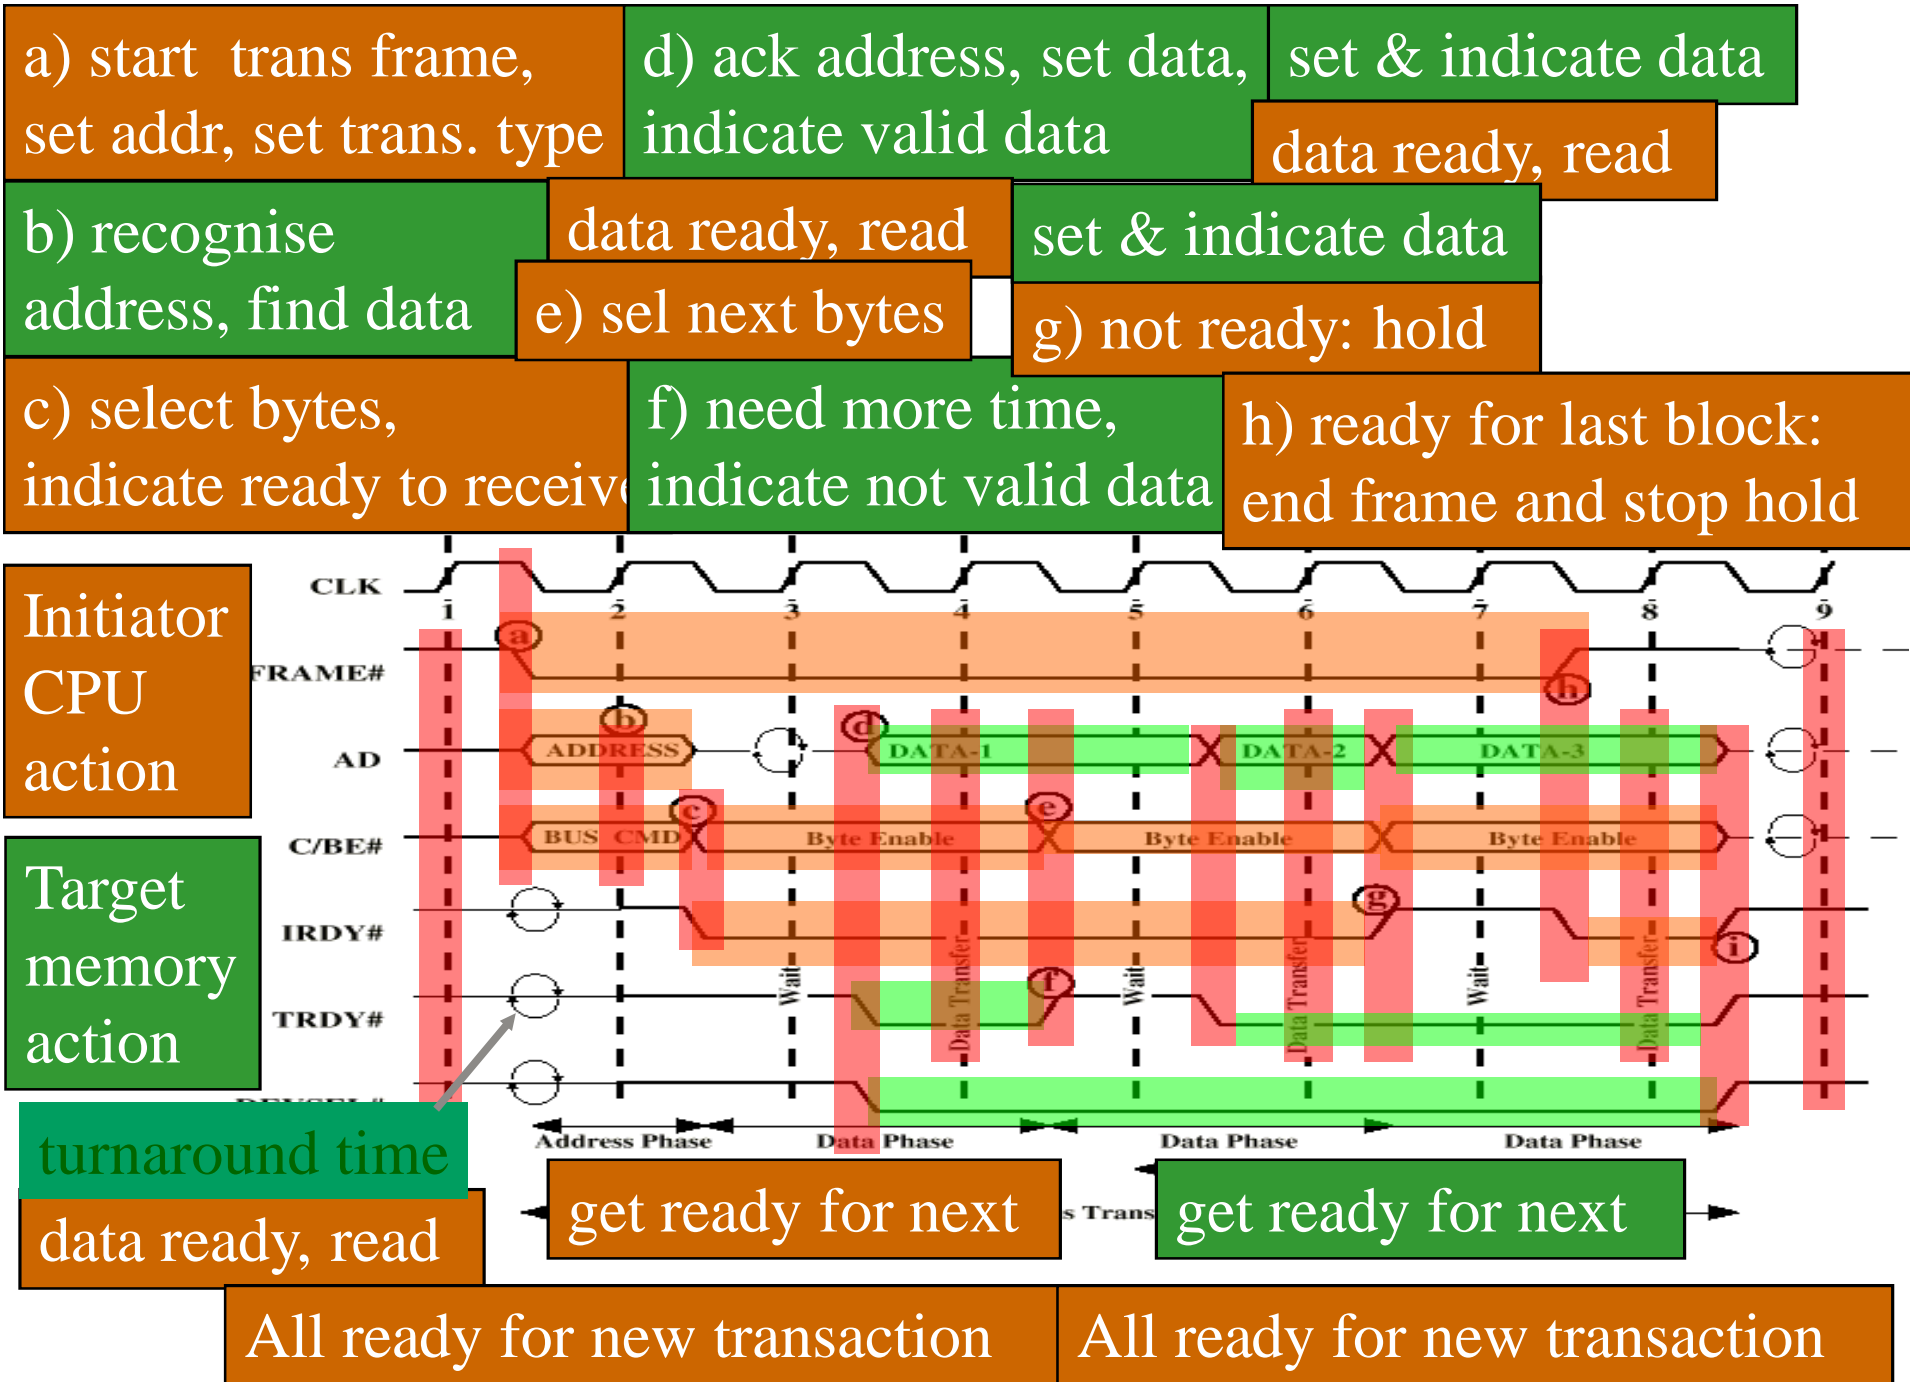 a) start trans frame,
set addr, set trans. type
d) ack address, set data,
indicate valid data
set & indicate data
data ready, read
b) recognise
address, find data
data ready, read
e) sel next bytes
set & indicate data
g) not ready: hold
c) select bytes,
indicate ready to receive
f) need more time,
indicate not valid data
h) ready for last block:
end frame and stop hold
Initiator
CPU
action
Target
memory
action
CLK
1 2 3 4 5 6 7 8 9
a
FRAME#
h
b
d
AD
ADDRESS DATA-1 DATA-2 DATA-3
c
e
C/BE#
BUS CMD Byte Enable Byte Enable Byte Enable
g
IRDY#
i
f
TRDY#
Wait
Data Transfer
Wait
Data Transfer
Wait
Data Transfer
Address Phase Data Phase Data Phase Data Phase
turnaround time
data ready, read
get ready for next
s Trans
get ready for next
All ready for new transaction
All ready for new transaction